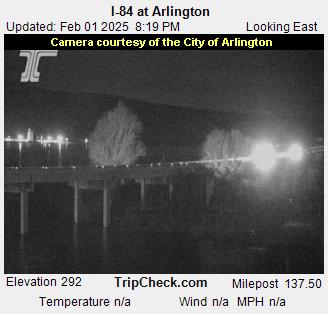 I-84 at Arlington
Updated: Feb 01 2025 8:19 PM Looking East
Camera courtesy of the City of Arlington
Elevation 292 TripCheck.com Milepost 137.50
Temperature n/a Wind n/a MPH n/a